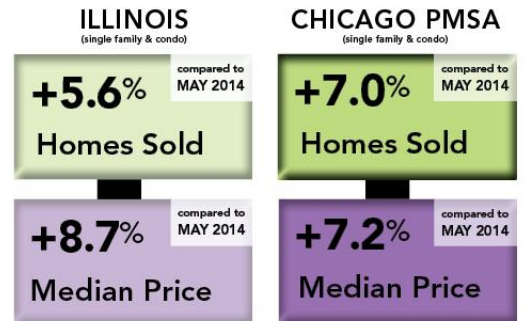 ILLINOIS
(single family & condo)
+5.6%
compared to
MAY 2014
Homes Sold
+8.7%
compared to
MAY 2014
Median Price
CHICAGO PMSA
(single family & condo)
+7.0%
compared to
MAY 2014
Homes Sold
+7.2%
compared to
MAY 2014
Median Price